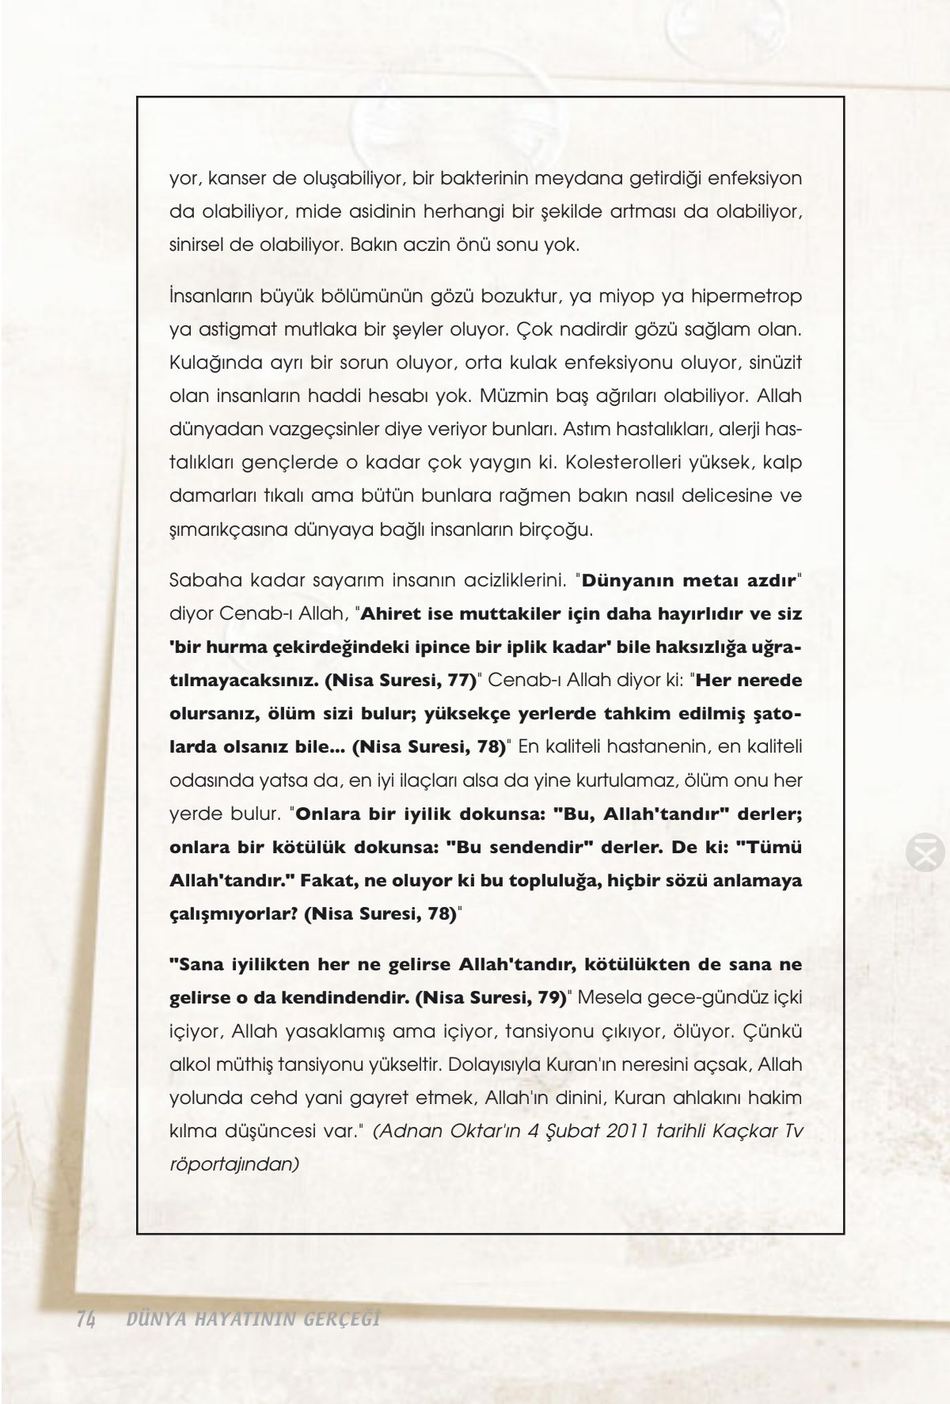 yor, kanser de oluşabiliyor, bir bakterinin meydana getirdiği enfeksiyon
da olabiliyor, mide asidinin herhangi bir şekilde artması da olabiliyor,
sinirsel de olabiliyor. Bakın aczin önü sonu yok.
İnsanların büyük bölümünün gözü bozuktur, ya miyop ya hipermetrop
ya astigmat mutlaka bir şeyler oluyor. Çok nadirdir gözü sağlam olan.
Kulağında ayrı bir sorun oluyor, orta kulak enfeksiyonu oluyor, sinüzit
olan insanların haddi hesabı yok. Müzmin baş ağrıları olabiliyor. Allah
dünyadan vazgeçsinler diye veriyor bunları. Astım hastalıkları, alerji has-
talıkları gençlerde o kadar çok yaygın ki. Kolesterolleri yüksek, kalp
damarları tıkalı ama bütün bunlara rağmen bakın nasıl delicesine ve
şımarıkçasına dünyaya bağlı insanların birçoğu.
Sabaha kadar sayarım insanın acizliklerini. "Dünyanın metaı azdır"
diyor Cenab-ı Allah, "Ahiret ise muttakiler için daha hayırlıdır ve siz
'bir hurma çekirdeğindeki ipince bir iplik kadar' bile haksızlığa uğra-
tılmayacaksınız. (Nisa Suresi, 77)" Cenab-ı Allah diyor ki: "Her nerede
olursanız, ölüm sizi bulur; yüksekçe yerlerde tahkim edilmiş şato-
larda olsanız bile... (Nisa Suresi, 78)" En kaliteli hastanenin, en kaliteli
odasında yatsa da, en iyi ilaçları alsa da yine kurtulamaz, ölüm onu her
yerde bulur. "Onlara bir iyilik dokunsa: "Bu, Allah'tandır" derler;
onlara bir kötülük dokunsa: "Bu sendendir" derler. De ki: "Tümü
Allah'tandır." Fakat, ne oluyor ki bu topluluğa, hiçbir sözü anlamaya
çalışmıyorlar? (Nisa Suresi, 78)"
"Sana iyilikten her ne gelirse Allah'tandır, kötülükten de sana ne
gelirse o da kendindendir. (Nisa Suresi, 79)" Mesela gece-gündüz içki
içiyor, Allah yasaklamış ama içiyor, tansiyonu çıkıyor, ölüyor. Çünkü
alkol müthiş tansiyonu yükseltir. Dolayısıyla Kuran'ın neresini açsak, Allah
yolunda cehd yani gayret etmek, Allah'ın dinini, Kuran ahlakını hakim
kılma düşüncesi var." (Adnan Oktar'ın 4 Şubat 2011 tarihli Kaçkar Tv
röportajından)
74 DÜNYA HAYATININ GERÇEĞİ